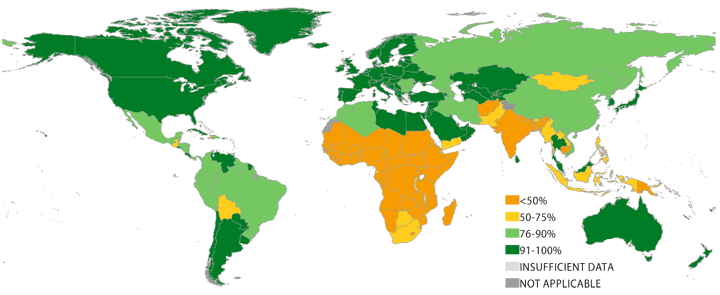 <50%
50-75%
76-90%
91-100%
INSUFFICIENT DATA
NOT APPLICABLE